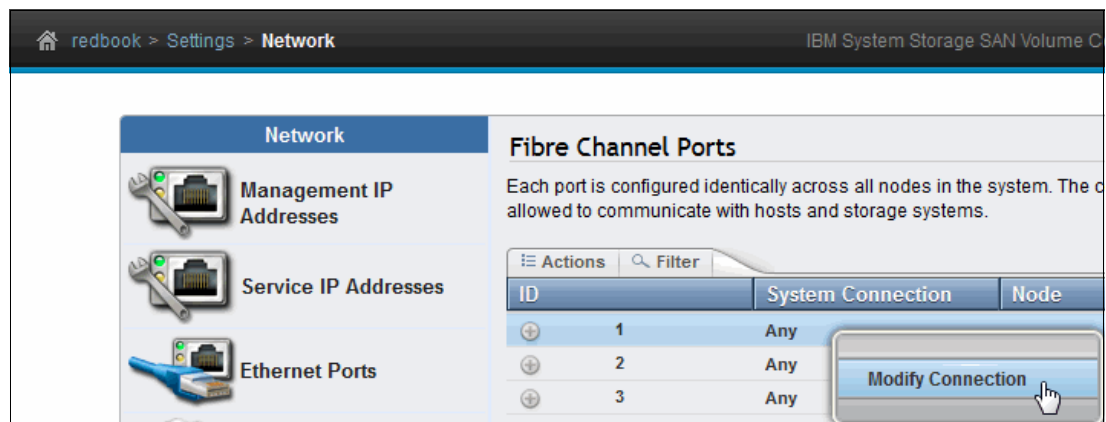 redbook > Settings > Network
IBM System Storage SAN Volume
Network
Management IP
Addresses
Service IP Addresses
Ethernet Ports
Fibre Channel Ports
Each port is configured identically across all nodes in the system. The
allowed to communicate with hosts and storage systems.
Actions
Filter
ID System Connection Node
1 Any
2 Any
3 Any
Modify Connection